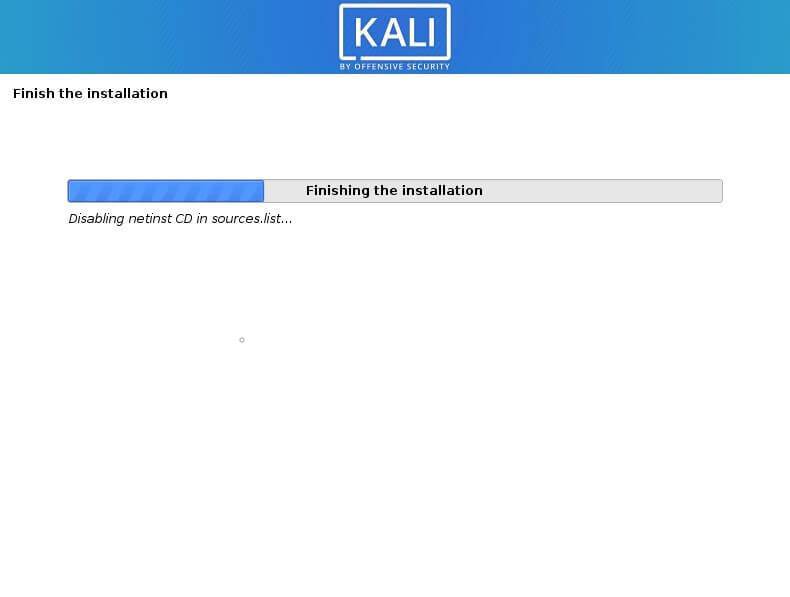 KALI
BY OFFENSIVE SECURITY
Finish the installation
Finishing the installation
Disabling netinst CD in sources.list...